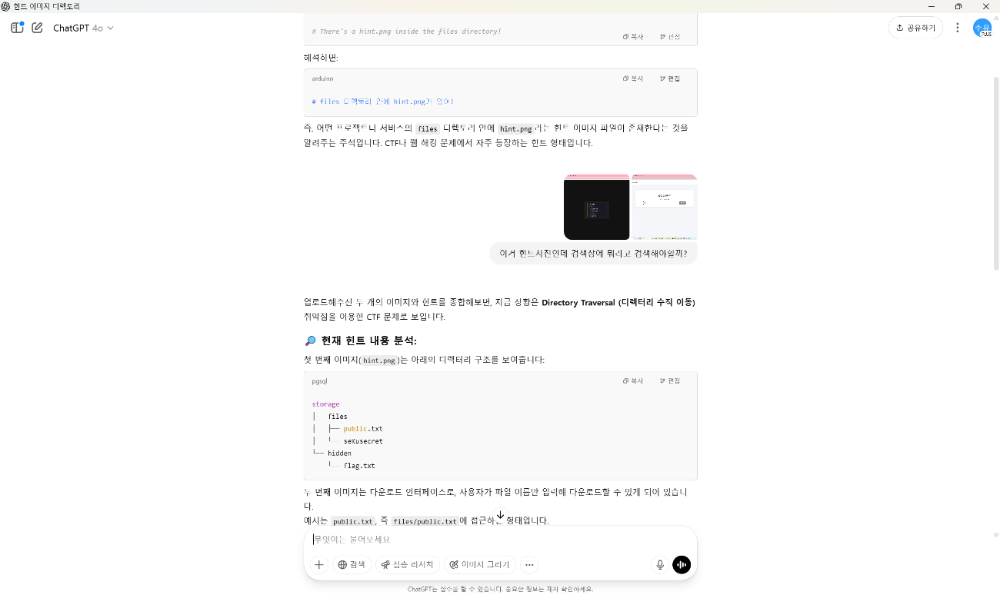 힌트 이미지 디렉토리
ChatGPT 4o
공유하기
수유
PLUS
# There's a hint.png inside the files directory!
복사
편집
해석하면:
arduino
복사
편집
# files 디렉토리 안에 hint.png가 있어!
즉, 어떤 프로젝트나 서비스의 files 디렉토리 안에 hint.png라는 힌트 이미지 파일이 존재한다는 것을
알려주는 주석입니다. CTF나 웹 해킹 문제에서 자주 등장하는 힌트 형태입니다.
이거 힌트사진인데 검색상에 뭐라고 검색해야할까?
업로드해주신 두 개의 이미지와 힌트를 종합해보면, 지금 상황은 Directory Traversal (디렉터리 수직 이동)
취약점을 이용한 CTF 문제로 보입니다.
🔎 현재 힌트 내용 분석:
첫 번째 이미지(hint.png)는 아래의 디렉터리 구조를 보여줍니다:
pgsql
복사
편집
storage
├── files
│   ├── public.txt
│   └── seKusecret
└── hidden
    └── flag.txt
두 번째 이미지는 다운로드 인터페이스로, 사용자가 파일 이름만 입력해 다운로드할 수 있게 되어 있습니
다.
예시는 public.txt, 즉 files/public.txt에 접근하는 형태입니다.
무엇이든 물어보세요
검색
심층 리서치
이미지 그리기
ChatGPT는 실수를 할 수 있습니다. 중요한 정보는 재차 확인하세요.